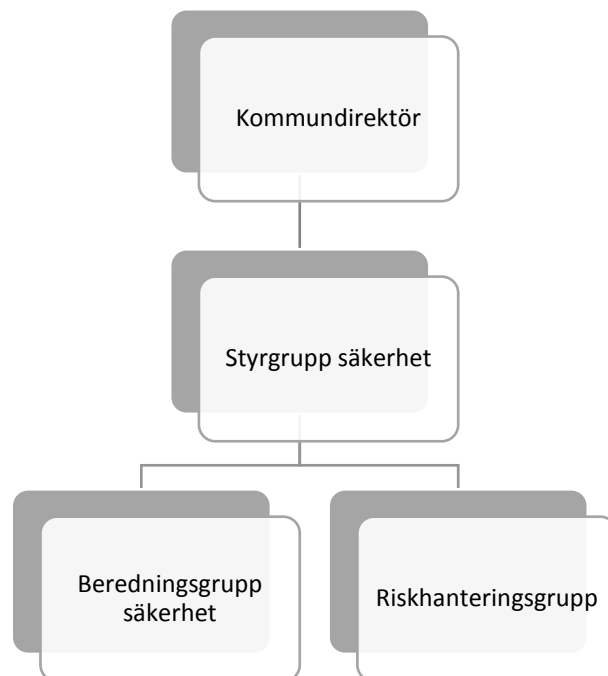 Kommundirektör
Styrgrupp säkerhet
Beredningsgrupp
säkerhet
Riskhanteringsgrupp